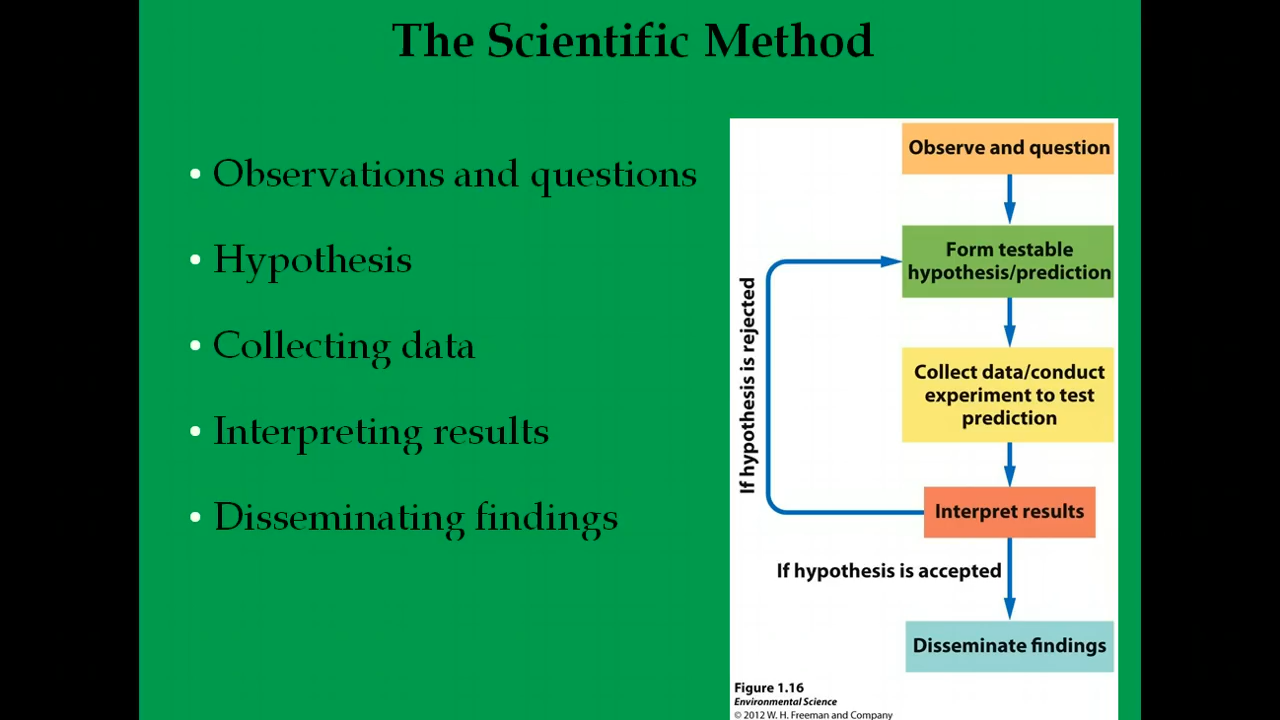 The Scientific Method
• Observations and questions
• Hypothesis
• Collecting data
• Interpreting results
• Disseminating findings
Observe and question
Form testable
hypothesis/prediction
Collect data/conduct
experiment to test
prediction
Interpret results
If hypothesis is rejected
If hypothesis is accepted
Disseminate findings
Figure 1.16
Environmental Science
© 2012 W. H. Freeman and Company